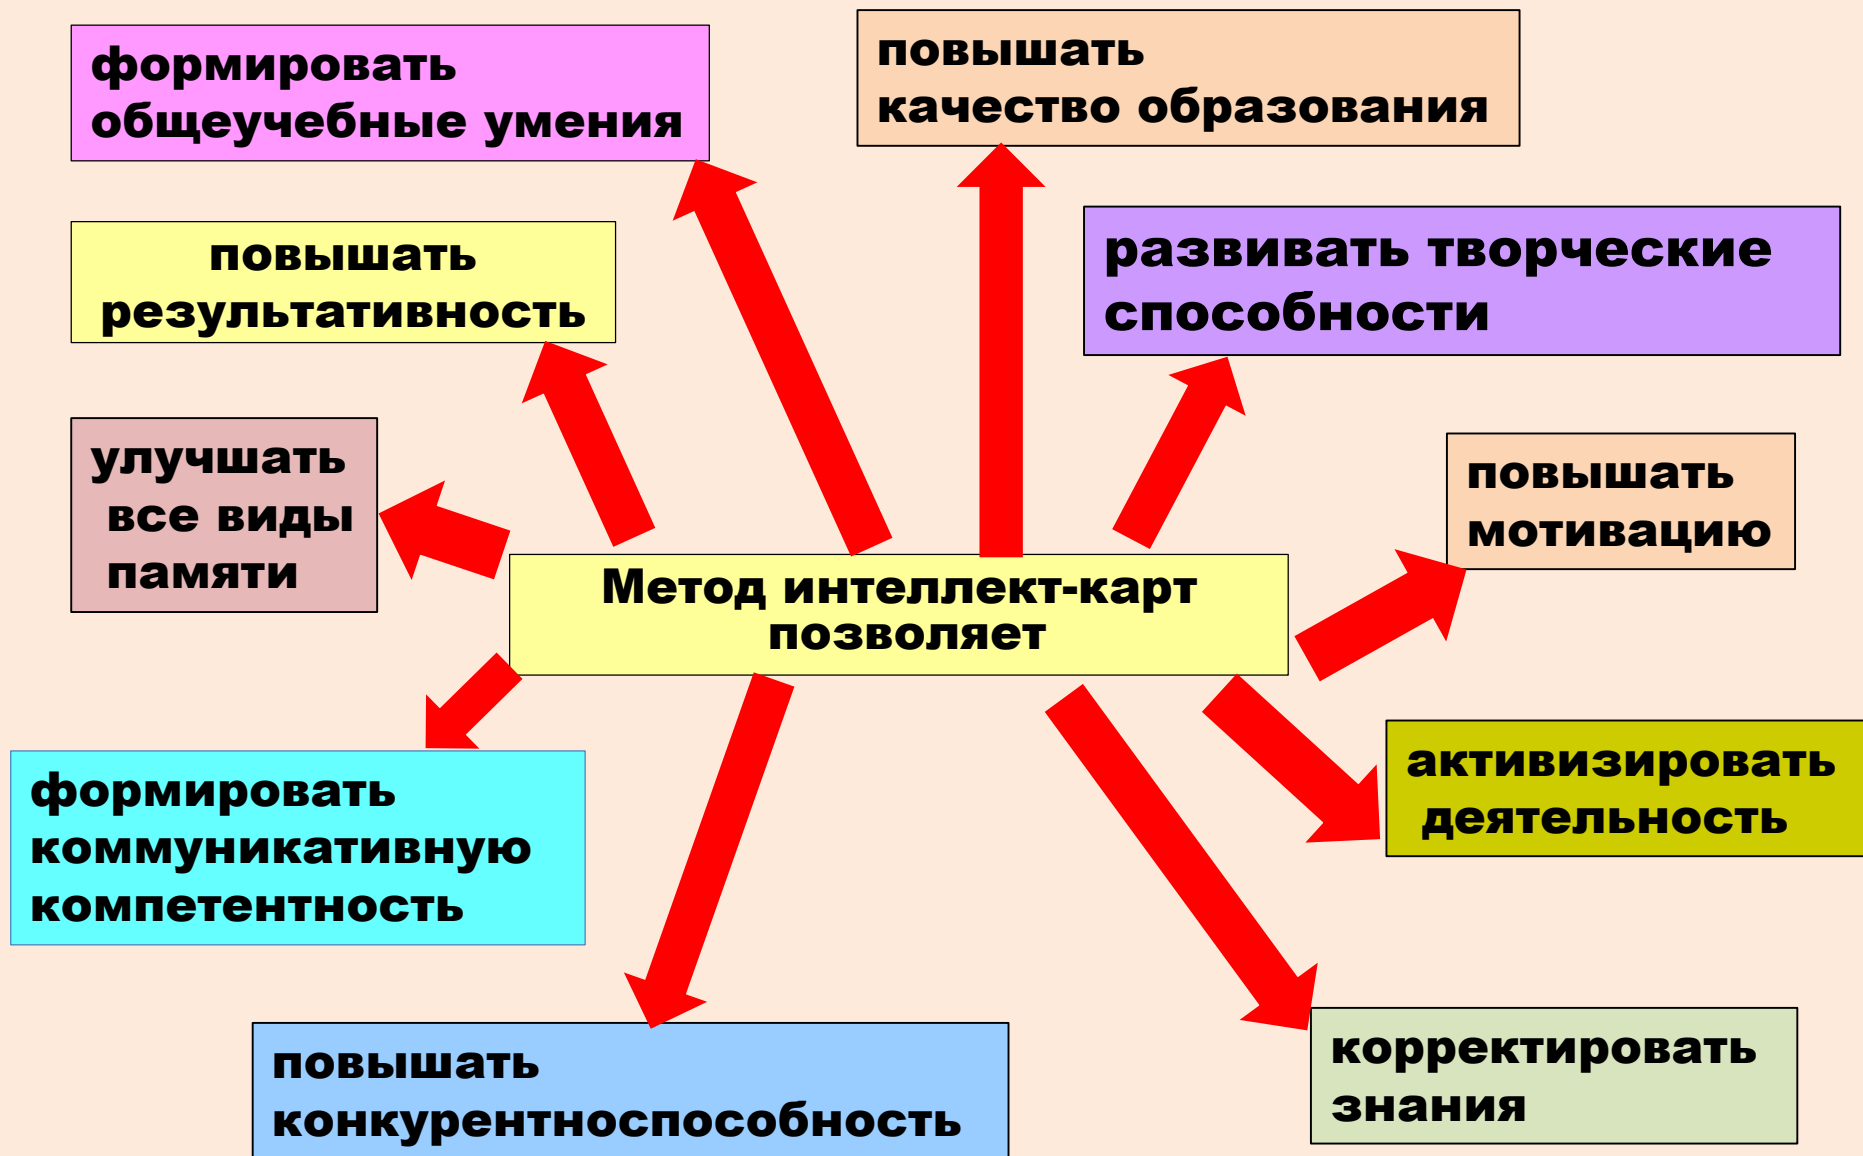 формировать
общеучебные умения
повышать
качество образования
повышать
результативность
развивать творческие
способности
улучшать
все виды
памяти
повышать
мотивацию
Метод интеллект-карт
позволяет
формировать
коммуникативную
компетентность
активизировать
деятельность
повышать
конкурентноспособность
корректировать
знания